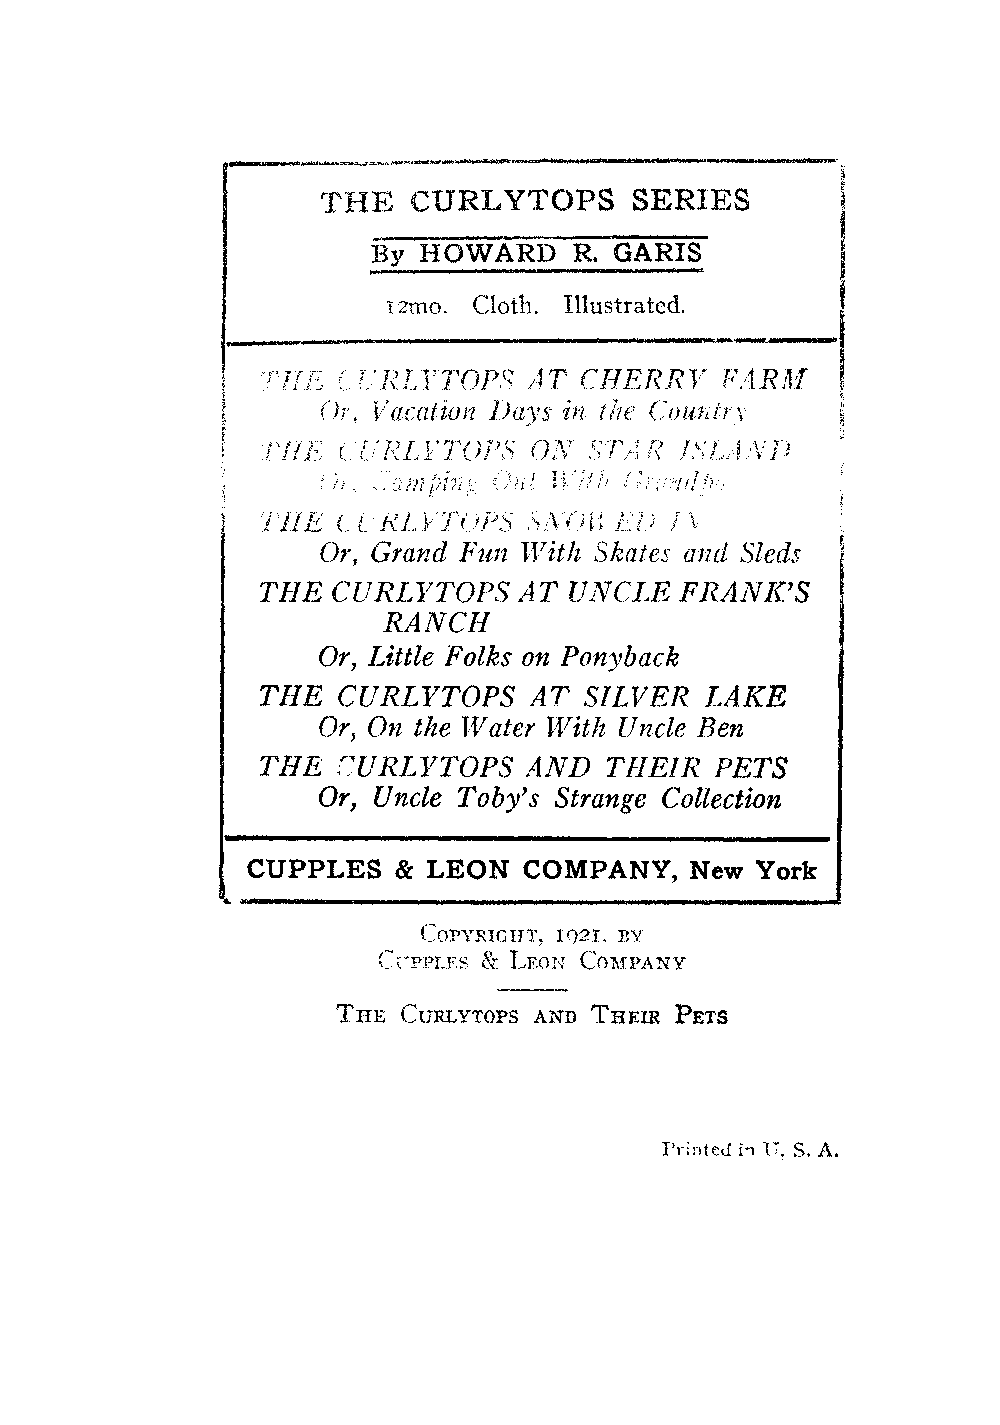 THE CURLYTOPS SERIES
By HOWARD R. GARIS
12mo. Cloth. Illustrated.
THE CURLYTOPS AT CHERRY FARM
Or, Vacation Days in the Country
THE CURLYTOPS ON STAR ISLAND
Or, Camping Out With Grandpa
THE CURLYTOPS SNOWED IN
Or, Grand Fun With Skates and Sleds
THE CURLYTOPS AT UNCLE FRANK'S
RANCH
Or, Little Folks on Ponyback
THE CURLYTOPS AT SILVER LAKE
Or, On the Water With Uncle Ben
THE CURLYTOPS AND THEIR PETS
Or, Uncle Toby's Strange Collection
CUPPLES & LEON COMPANY, New York
COPYRIGHT, 1921, BY
CUPPLES & LEON COMPANY
THE CURLYTOPS AND THEIR PETS
Printed in U. S. A.